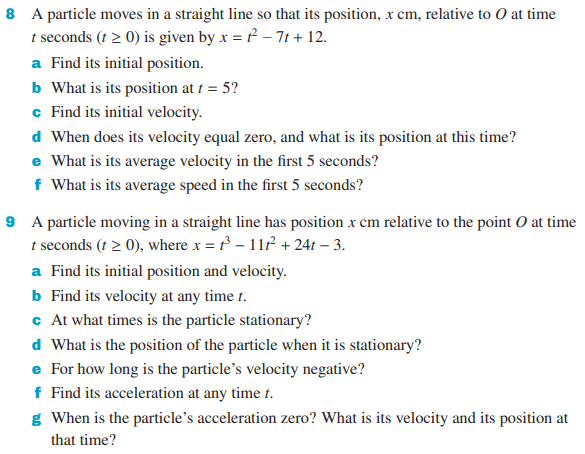 8 A particle moves in a straight line so that its position, x cm, relative to O at time
t seconds (t ≥ 0) is given by x = t² – 7t + 12.
a Find its initial position.
b What is its position at t = 5?
c Find its initial velocity.
d When does its velocity equal zero, and what is its position at this time?
e What is its average velocity in the first 5 seconds?
f What is its average speed in the first 5 seconds?
9 A particle moving in a straight line has position x cm relative to the point O at time
t seconds (t ≥ 0), where x = t³ – 11t² + 24t – 3.
a Find its initial position and velocity.
b Find its velocity at any time t.
c At what times is the particle stationary?
d What is the position of the particle when it is stationary?
e For how long is the particle’s velocity negative?
f Find its acceleration at any time t.
g When is the particle’s acceleration zero? What is its velocity and its position at
that time?